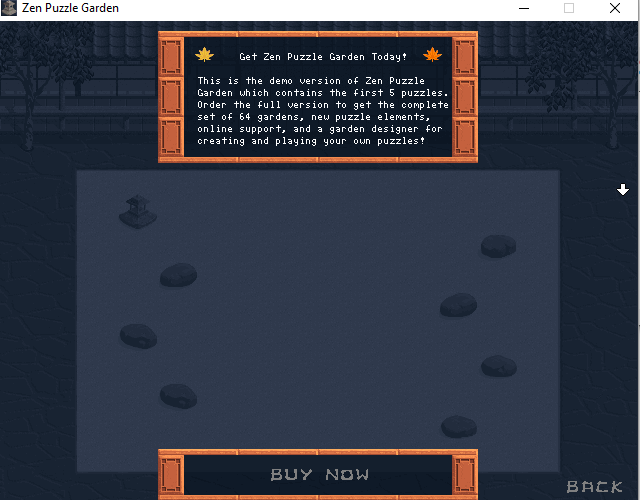 Zen Puzzle Garden
Get Zen Puzzle Garden Today!
This is the demo version of Zen Puzzle
Garden which contains the first 5 puzzles.
Order the full version to get the complete
set of 64 gardens, new puzzle elements,
online support, and a garden designer for
creating and playing your own puzzles!
BUY NOW
BACK